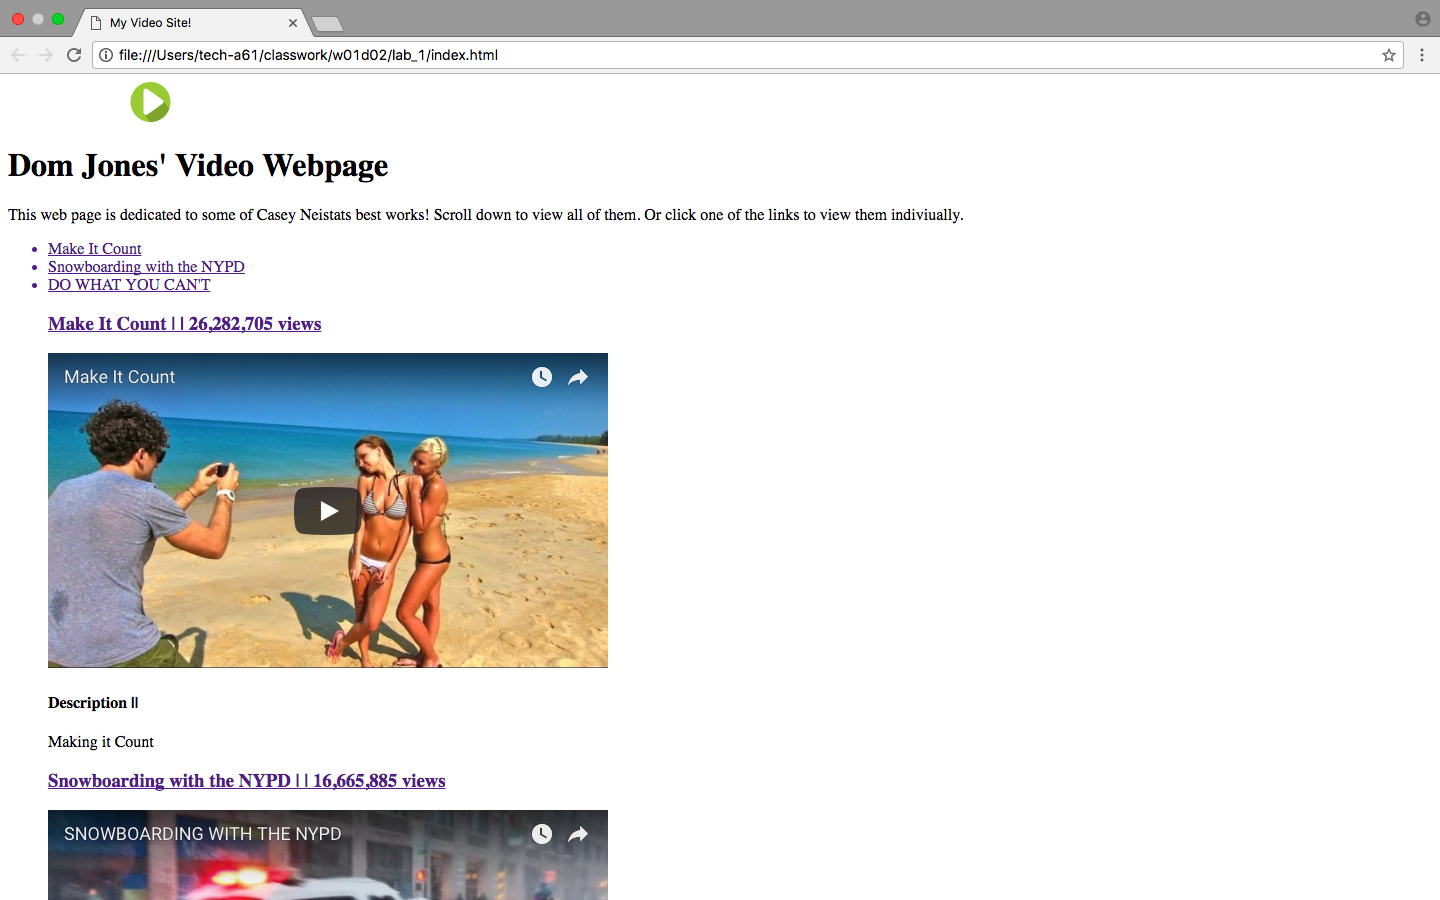 My Video Site!
file:///Users/tech-a61/classwork/w01d02/lab_1/index.html
Dom Jones' Video Webpage
This web page is dedicated to some of Casey Neistats best works! Scroll down to view all of them. Or click one of the links to view them indiviually.
Make It Count
Snowboarding with the NYPD
DO WHAT YOU CAN'T
Make It Count | | 26,282,705 views
Make It Count
Description ||
Making it Count
Snowboarding with the NYPD | | 16,665,885 views
SNOWBOARDING WITH THE NYPD